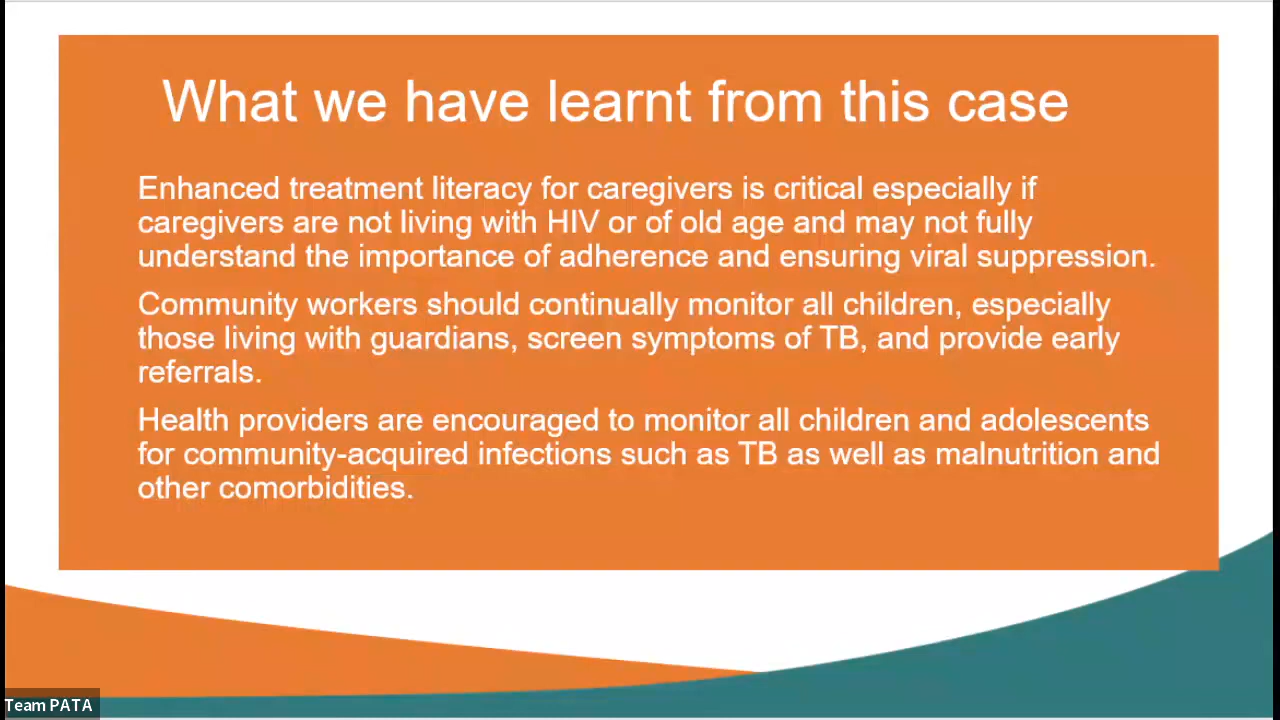 What we have learnt from this case
Enhanced treatment literacy for caregivers is critical especially if
caregivers are not living with HIV or of old age and may not fully
understand the importance of adherence and ensuring viral suppression.
Community workers should continually monitor all children, especially
those living with guardians, screen symptoms of TB, and provide early
referrals.
Health providers are encouraged to monitor all children and adolescents
for community-acquired infections such as TB as well as malnutrition and
other comorbidities.
Team PATA